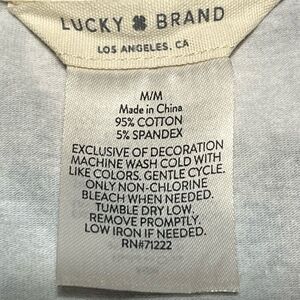 LUCKY BRAND
LOS ANGELES, CA
M/M
Made in China
95% COTTON
5% SPANDEX
EXCLUSIVE OF DECORATION
MACHINE WASH COLD WITH
LIKE COLORS. GENTLE CYCLE.
ONLY NON-CHLORINE
BLEACH WHEN NEEDED.
TUMBLE DRY LOW.
REMOVE PROMPTLY.
LOW IRON IF NEEDED.
RN#71222